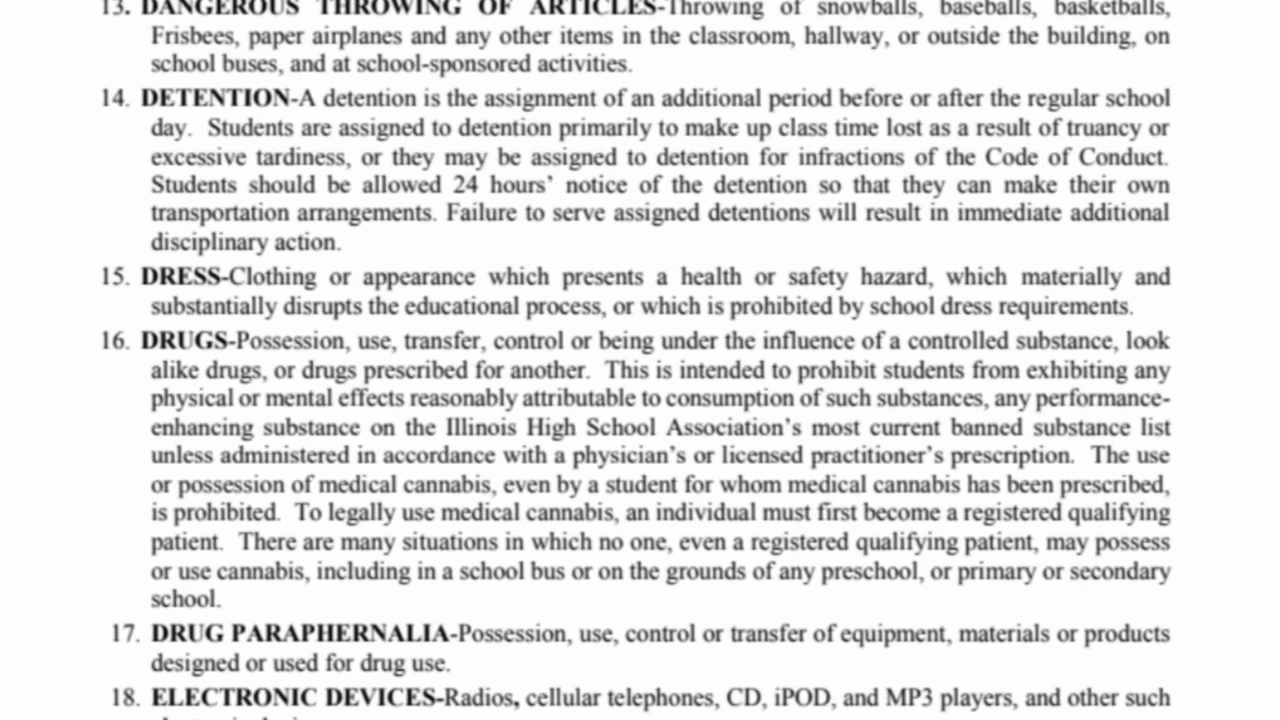 13. DANGEROUS THROWING OF ARTICLES-Throwing of snowballs, baseballs, basketballs,
Frisbees, paper airplanes and any other items in the classroom, hallway, or outside the building, on
school buses, and at school-sponsored activities.
14. DETENTION-A detention is the assignment of an additional period before or after the regular school
day. Students are assigned to detention primarily to make up class time lost as a result of truancy or
excessive tardiness, or they may be assigned to detention for infractions of the Code of Conduct.
Students should be allowed 24 hours’ notice of the detention so that they can make their own
transportation arrangements. Failure to serve assigned detentions will result in immediate additional
disciplinary action.
15. DRESS-Clothing or appearance which presents a health or safety hazard, which materially and
substantially disrupts the educational process, or which is prohibited by school dress requirements.
16. DRUGS-Possession, use, transfer, control or being under the influence of a controlled substance, look
alike drugs, or drugs prescribed for another. This is intended to prohibit students from exhibiting any
physical or mental effects reasonably attributable to consumption of such substances, any performance-
enhancing substance on the Illinois High School Association’s most current banned substance list
unless administered in accordance with a physician’s or licensed practitioner’s prescription. The use
or possession of medical cannabis, even by a student for whom medical cannabis has been prescribed,
is prohibited. To legally use medical cannabis, an individual must first become a registered qualifying
patient. There are many situations in which no one, even a registered qualifying patient, may possess
or use cannabis, including in a school bus or on the grounds of any preschool, or primary or secondary
school.
17. DRUG PARAPHERNALIA-Possession, use, control or transfer of equipment, materials or products
designed or used for drug use.
18. ELECTRONIC DEVICES-Radios, cellular telephones, CD, iPOD, and MP3 players, and other such